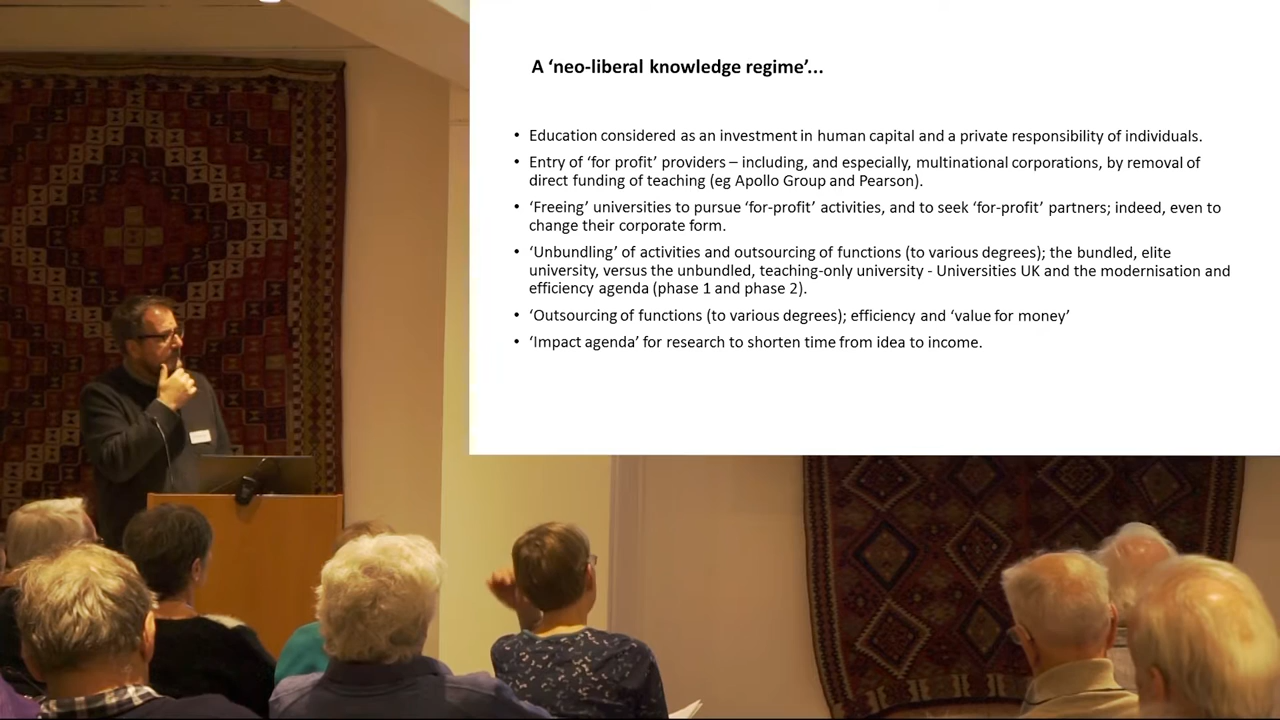 A ‘neo-liberal knowledge regime’...
• Education considered as an investment in human capital and a private responsibility of individuals.
• Entry of ‘for profit’ providers – including, and especially, multinational corporations, by removal of
direct funding of teaching (eg Apollo Group and Pearson).
• ‘Freeing’ universities to pursue ‘for-profit’ activities, and to seek ‘for-profit’ partners; indeed, even to
change their corporate form.
• ‘Unbundling’ of activities and outsourcing of functions (to various degrees); the bundled, elite
university, versus the unbundled, teaching-only university - Universities UK and the modernisation and
efficiency agenda (phase 1 and phase 2).
• ‘Outsourcing of functions (to various degrees); efficiency and ‘value for money’
• ‘Impact agenda’ for research to shorten time from idea to income.